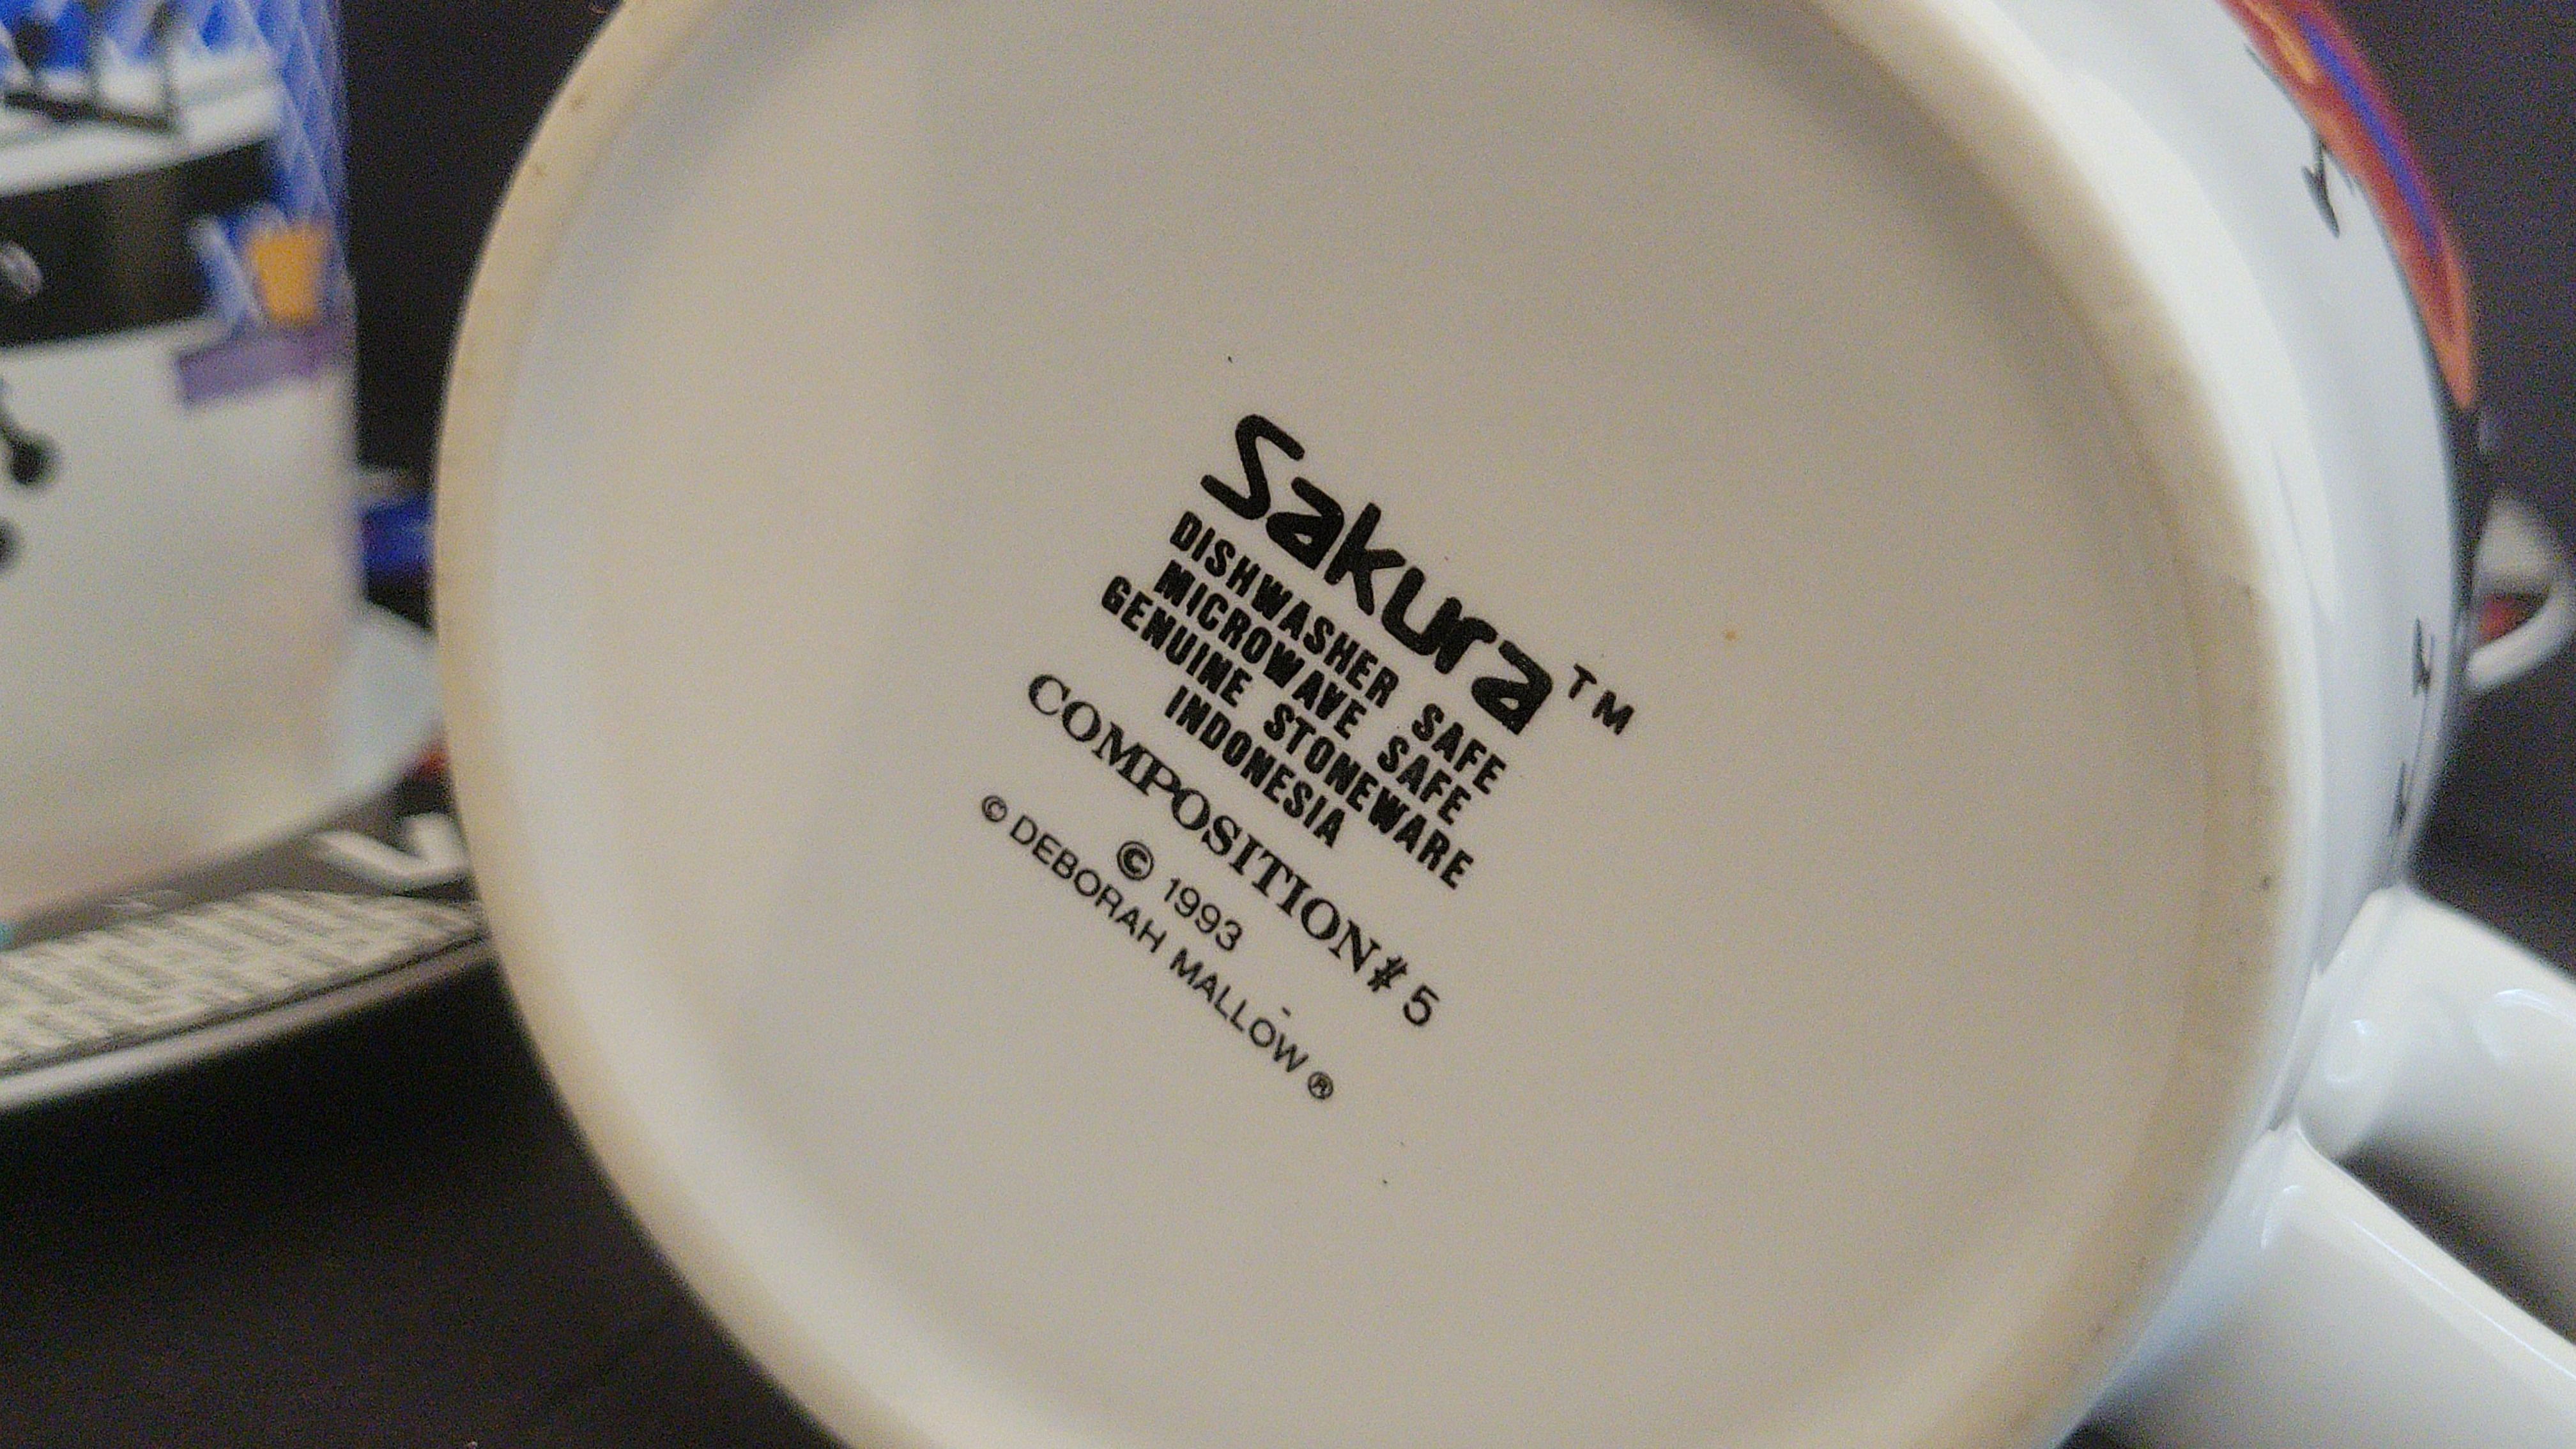 Sakura™
DISHWASHER SAFE
MICROWAVE SAFE
GENUINE STONEWARE
INDONESIA
COMPOSITION # 5
© 1993
© DEBORAH MALLOW ®